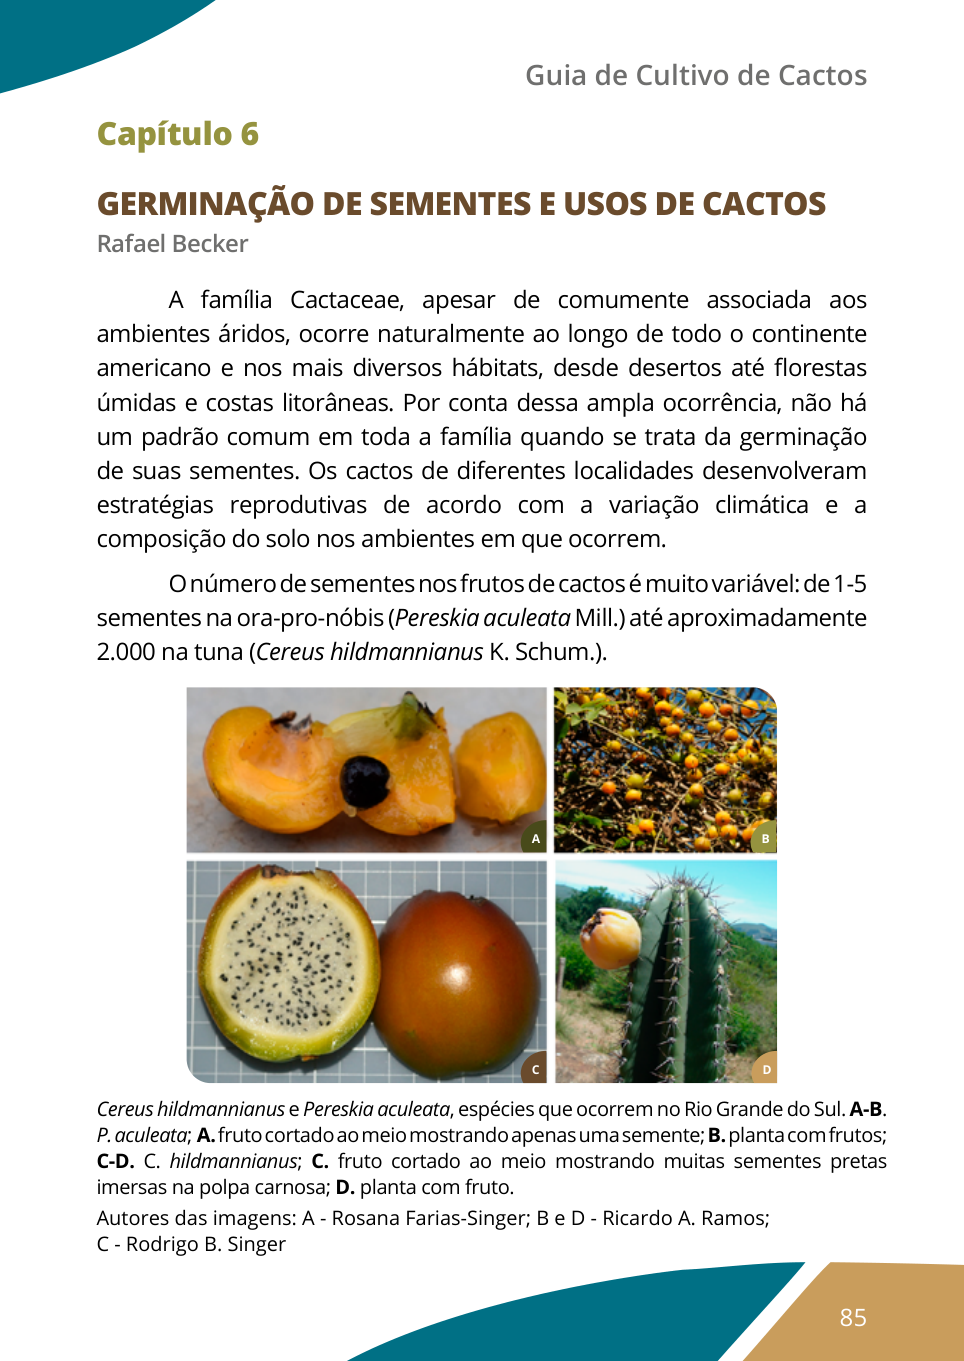 Guia de Cultivo de Cactos
Capítulo 6
GERMINAÇÃO DE SEMENTES E USOS DE CACTOS
Rafael Becker
A família Cactaceae, apesar de comumente associada aos
ambientes áridos, ocorre naturalmente ao longo de todo o continente
americano e nos mais diversos hábitats, desde desertos até florestas
úmidas e costas litorâneas. Por conta dessa ampla ocorrência, não há
um padrão comum em toda a família quando se trata da germinação
de suas sementes. Os cactos de diferentes localidades desenvolveram
estratégias reprodutivas de acordo com a variação climática e a
composição do solo nos ambientes em que ocorrem.
O número de sementes nos frutos de cactos é muito variável: de 1-5
sementes na ora-pro-nóbis (Pereskia aculeata Mill.) até aproximadamente
2.000 na tuna (Cereus hildmannianus K. Schum.).
A
B
C
D
Cereus hildmannianus e Pereskia aculeata, espécies que ocorrem no Rio Grande do Sul. A-B.
P. aculeata; A. fruto cortado ao meio mostrando apenas uma semente; B. planta com frutos;
C-D. C. hildmannianus; C. fruto cortado ao meio mostrando muitas sementes pretas
imersas na polpa carnosa; D. planta com fruto.
Autores das imagens: A - Rosana Farias-Singer; B e D - Ricardo A. Ramos;
C - Rodrigo B. Singer
85